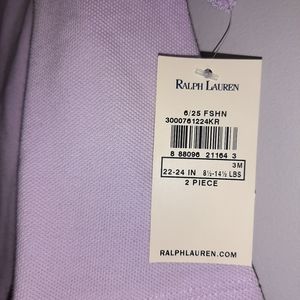 RALPH LAUREN
6/25 FSHN
3000761224KR
8 88098 21164 3
3M
22-24 IN 8½-14½ LBS
2 PIECE
RALPHLAUREN.COM